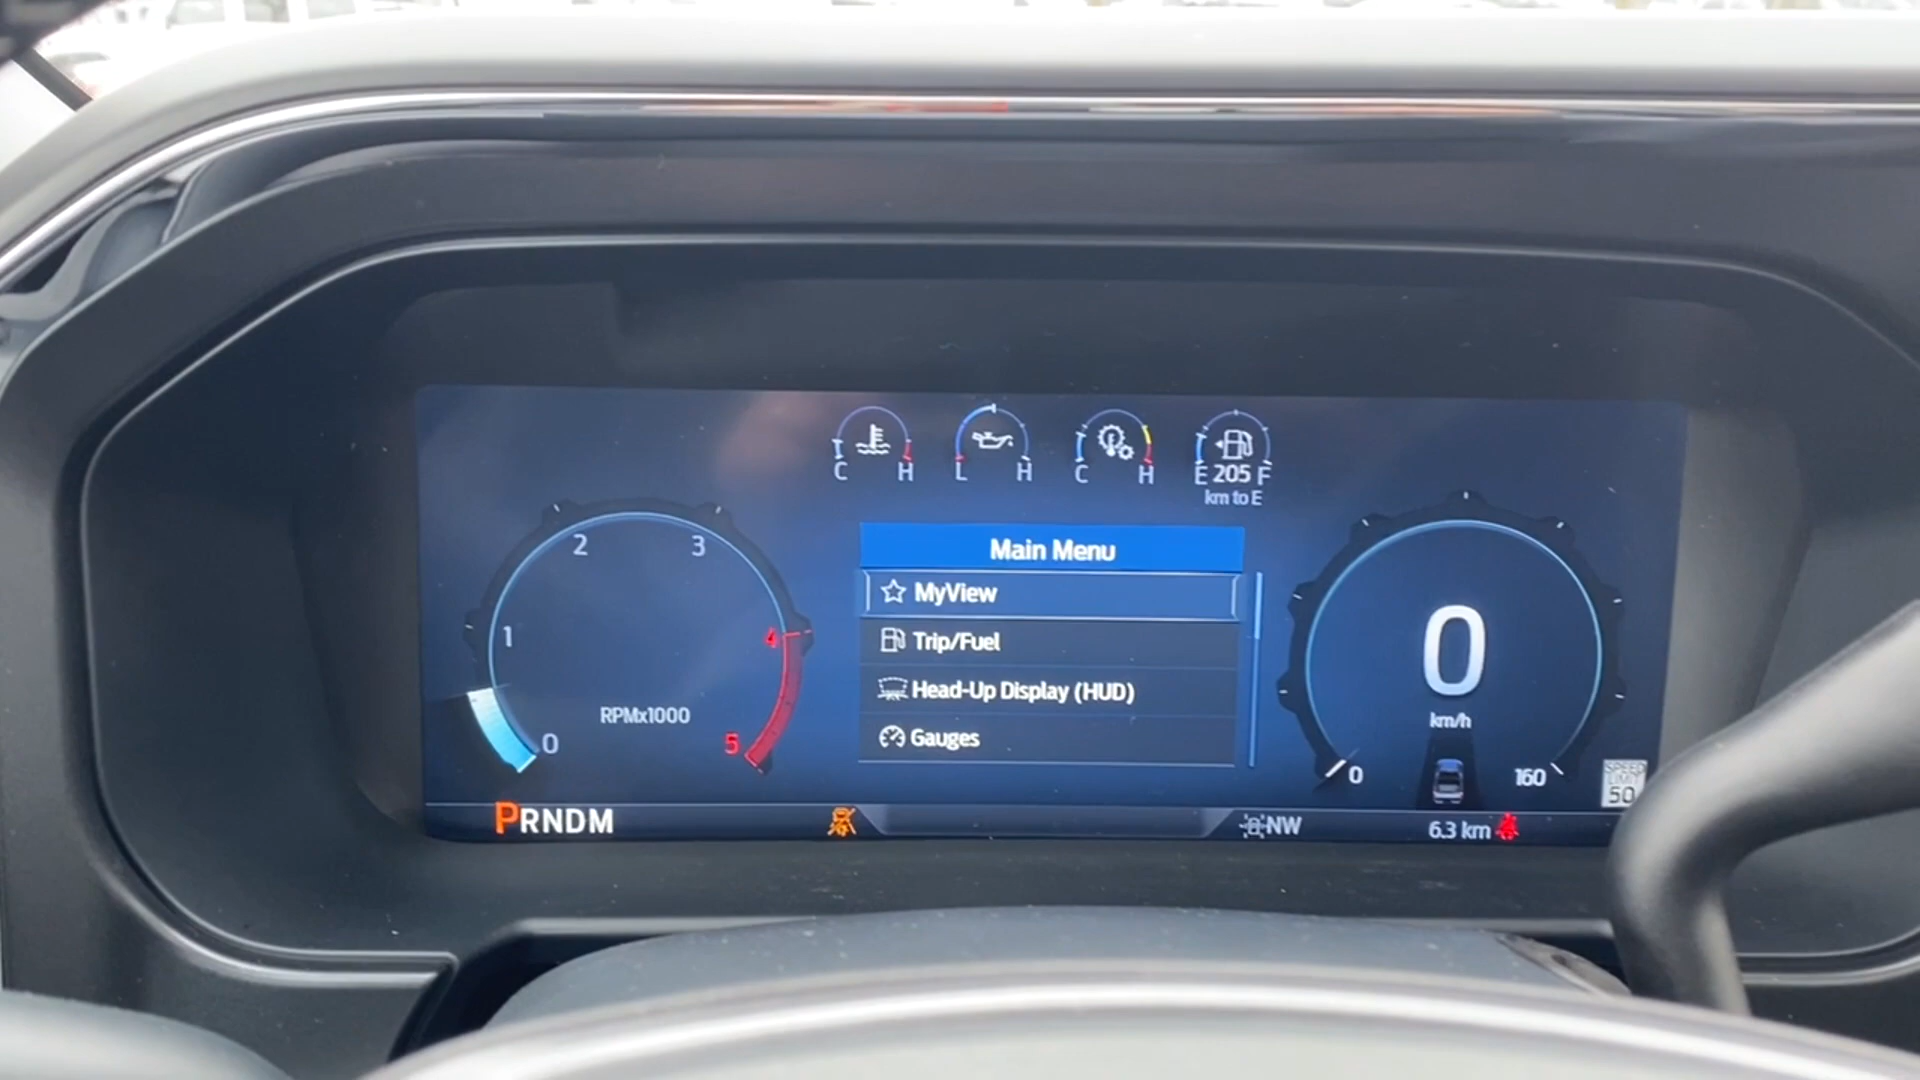 C H
L H
C H
E 205 F
km to E
Main Menu
MyView
Trip/Fuel
Head-Up Display (HUD)
Gauges
0
1
2
3
4
5
RPMx1000
0
km/h
0
160
SPEED
LIMIT
50
PRNDM
NW
6.3 km